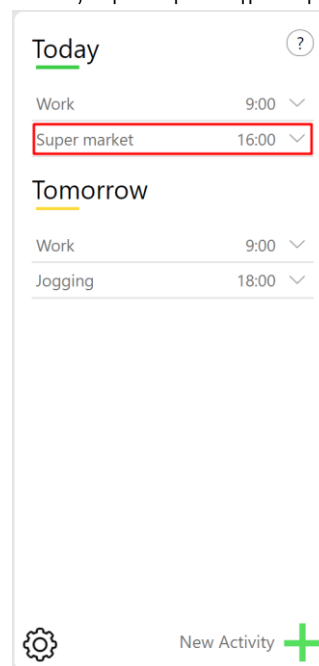 Today
?
Work 9:00
Super market 16:00
Tomorrow
Work 9:00
Jogging 18:00
New Activity